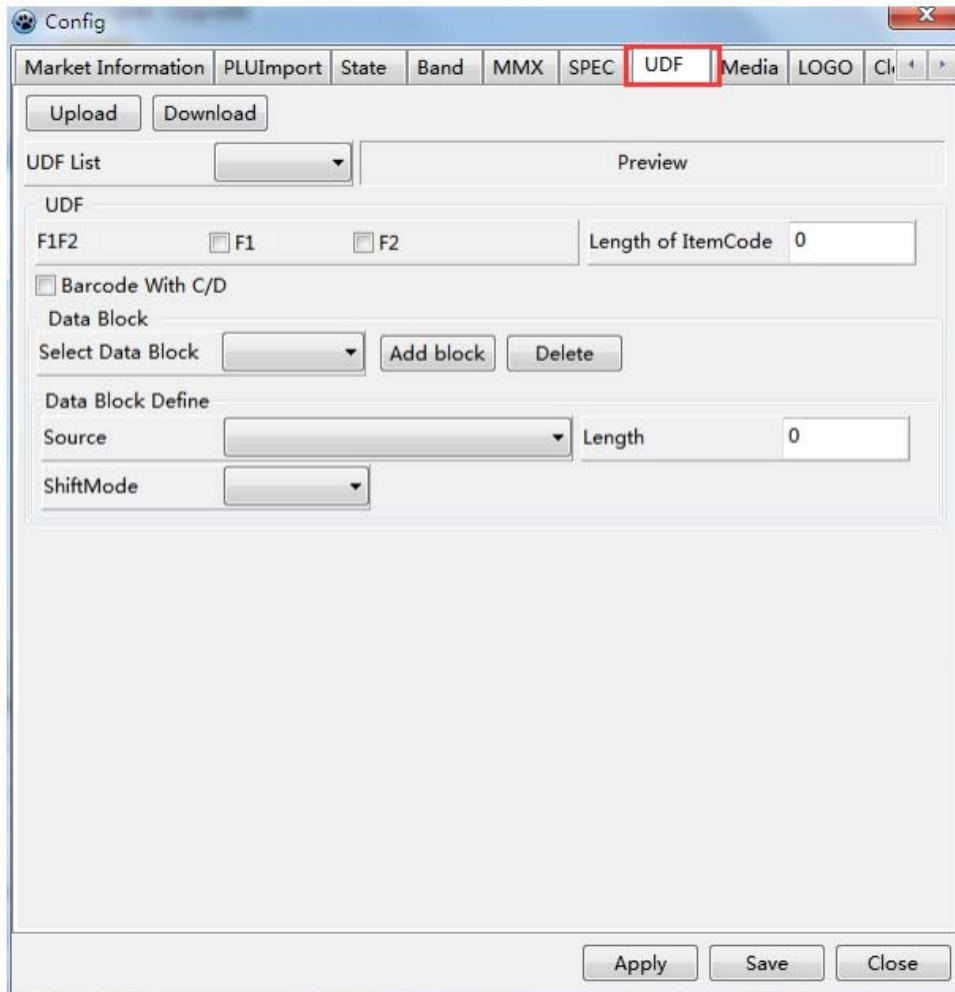 Config
Market Information PLUImport State Band MMX SPEC UDF Media LOGO
Upload Download
UDF List Preview
UDF
F1F2 F1 F2 Length of ItemCode 0
Barcode With C/D
Data Block
Select Data Block Add block Delete
Data Block Define
Source Length 0
ShiftMode
Apply Save Close